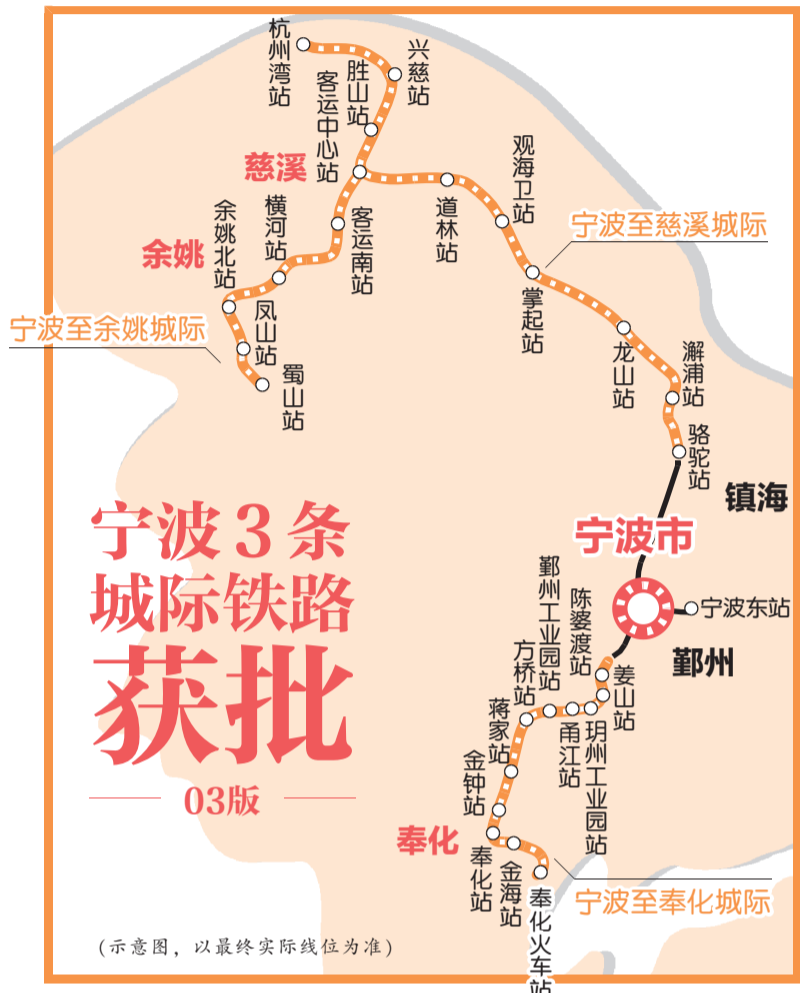 杭州湾站
兴慈站
胜山站
客运中心站
慈溪
观海卫站
道林站
横河站
客运南站
余姚北站
余姚
宁波至慈溪城际
掌起站
凤山站
宁波至余姚城际
龙山站
澥浦站
蜀山站
骆驼站
镇海
宁波市
宁波3条
城际铁路
获批
03版
宁波东站
鄞州
鄞州工业园站
陈婆渡站
方桥站
姜山站
蒋家站
甬江站
玥州工业园站
金钟站
奉化
奉化站
金海站
奉化火车站
宁波至奉化城际
(示意图，以最终实际线位为准)